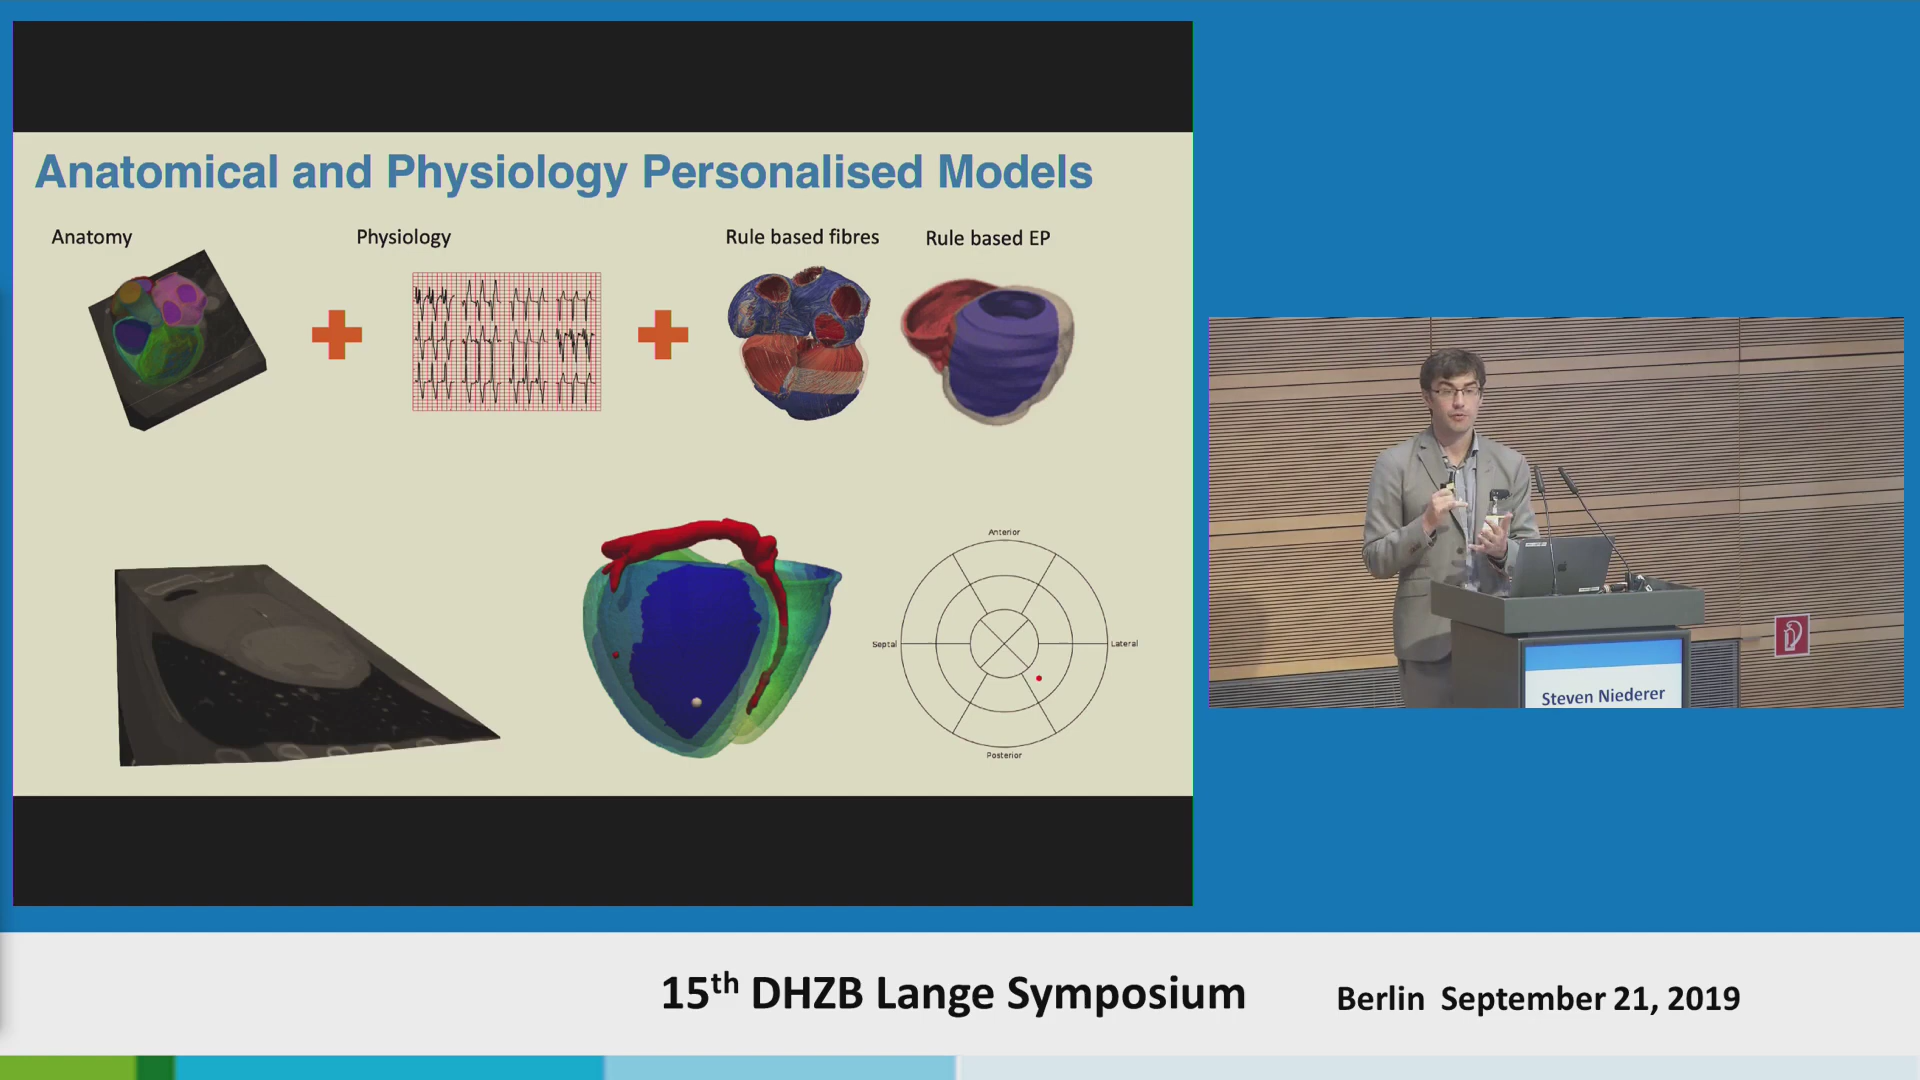 Anatomical and Physiology Personalised Models
Anatomy
Physiology
Rule based fibres
Rule based EP
Anterior
Septal
Lateral
Posterior
Steven Niederer
15th DHZB Lange Symposium
Berlin September 21, 2019